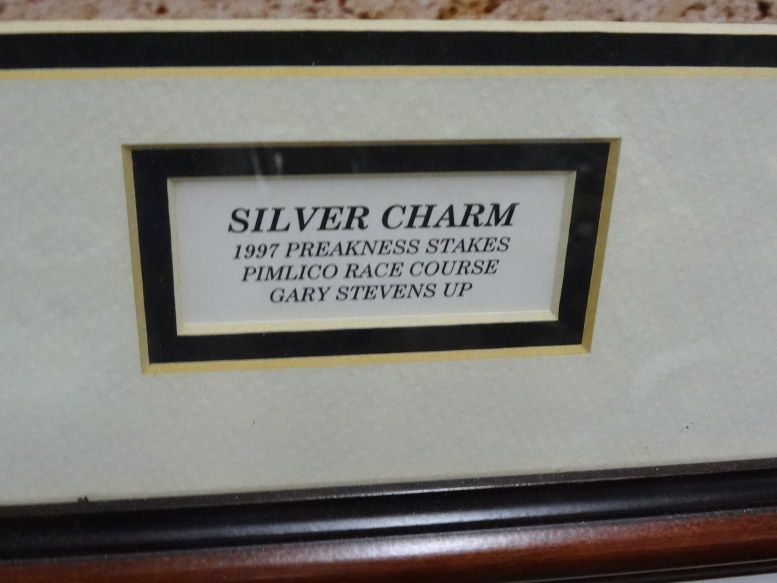 SILVER CHARM
1997 PREAKNESS STAKES
PIMLICO RACE COURSE
GARY STEVENS UP